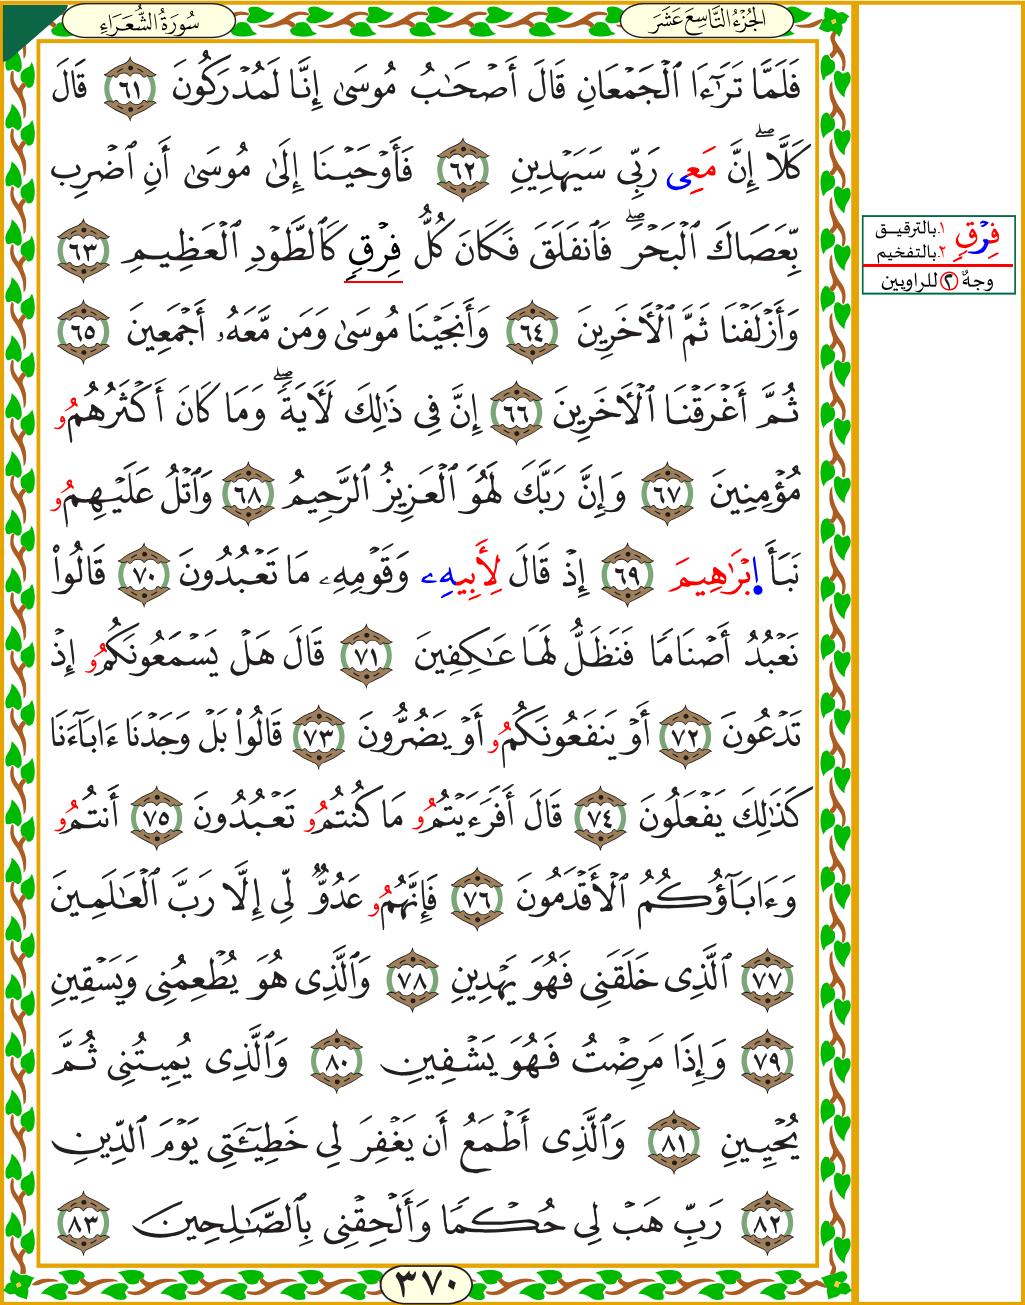 سُورَةُ الشُّعَرَاءِ
الجُزْءُ التَّاسِعَ عَشَرَ
فَلَمَّا تَرَٰٓءَا ٱلْجَمْعَانِ قَالَ أَصْحَٰبُ مُوسَىٰٓ إِنَّا لَمُدْرَكُونَ ٦١ قَالَ
كَلَّآۖ إِنَّ مَعِى رَبِّى سَيَهْدِينِ ٦٢ فَأَوْحَيْنَآ إِلَىٰ مُوسَىٰٓ أَنِ ٱضْرِب
بِّعَصَاكَ ٱلْبَحْرَۖ فَٱنفَلَقَ فَكَانَ كُلُّ فِرْقٍ كَٱلطَّوْدِ ٱلْعَظِيمِ ٦٣
وَأَزْلَفْنَا ثَمَّ ٱلْأَخَرِينَ ٦٤ وَأَنجَيْنَا مُوسَىٰ وَمَن مَّعَهُۥٓ أَجْمَعِينَ ٦٥
ثُمَّ أَغْرَقْنَا ٱلْأَخَرِينَ ٦٦ إِنَّ فِى ذَٰلِكَ لَأَيَةًۖ وَمَا كَانَ أَكْثَرُهُمُو
مُؤْمِنِينَ ٦٧ وَإِنَّ رَبَّكَ لَهُوَ ٱلْعَزِيزُ ٱلرَّحِيمُ ٦٨ وَٱتْلُ عَلَيْهِمُو
نَبَأَ إِبْرَٰهِيمَ ٦٩ إِذْ قَالَ لِأَبِيهِے وَقَوْمِهِۦ مَا تَعْبُدُونَ ٧٠ قَالُوا۟
نَعْبُدُ أَصْنَامًا فَنَظَلُّ لَهَا عَٰكِفِينَ ٧١ قَالَ هَلْ يَسْمَعُونَكُمُو إِذْ
تَدْعُونَ ٧٢ أَوْ يَنفَعُونَكُمُو أَوْ يَضُرُّونَ ٧٣ قَالُوا۟ بَلْ وَجَدْنَآ ءَابَآءَنَا
كَذَٰلِكَ يَفْعَلُونَ ٧٤ قَالَ أَفَرَءَيْتُمُو مَا كُنتُمُو تَعْبُدُونَ ٧٥ أَنتُمُو
وَءَابَآؤُكُمُ ٱلْأَقْدَمُونَ ٧٦ فَإِنَّهُمُو عَدُوٌّ لِّى إِلَّا رَبَّ ٱلْعَٰلَمِينَ
٧٧ ٱلَّذِى خَلَقَنِى فَهُوَ يَهْدِينِ ٧٨ وَٱلَّذِى هُوَ يُطْعِمُنِى وَيَسْقِينِ
٧٩ وَإِذَا مَرِضْتُ فَهُوَ يَشْفِينِ ٨٠ وَٱلَّذِى يُمِيتُنِى ثُمَّ
يُحْيِينِ ٨١ وَٱلَّذِىٓ أَطْمَعُ أَن يَغْفِرَ لِى خَطِيٓـَٔتِى يَوْمَ ٱلدِّينِ
٨٢ رَبِّ هَبْ لِى حُكْمًا وَأَلْحِقْنِى بِٱلصَّٰلِحِينَ ٨٣
٣٧٠
فِرْقٍ
١.بالترقيق
٢.بالتفخيم
وجهٌ ٢ للراويين